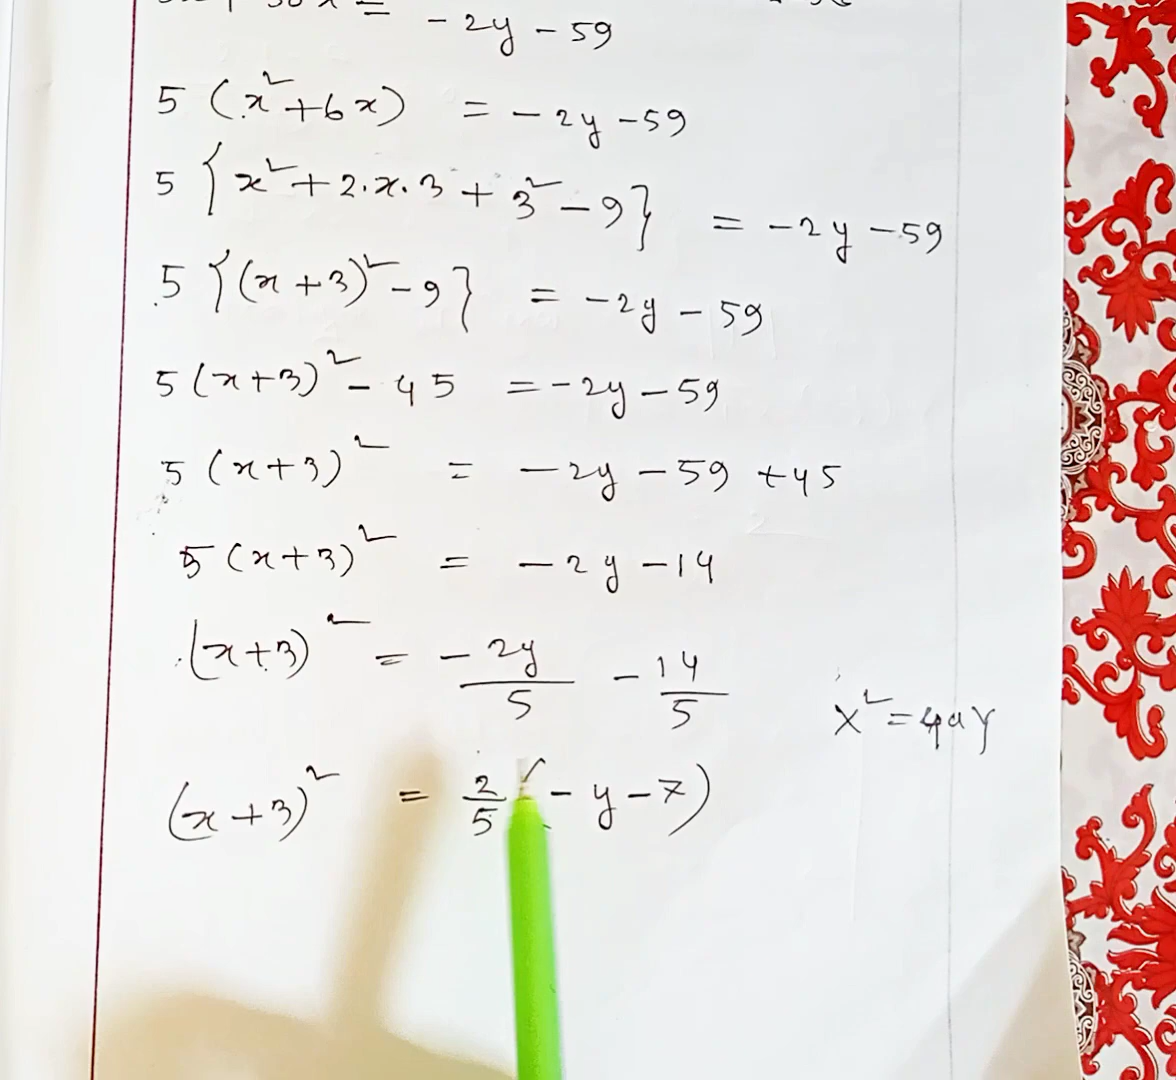 = -2y - 59
5 (x² + 6x) = -2y - 59
5 {x² + 2.x.3 + 3² - 9} = -2y - 59
5 {(x + 3)² - 9} = -2y - 59
5 (x + 3)² - 45 = -2y - 59
5 (x + 3)² = -2y - 59 + 45
5 (x + 3)² = -2y - 14
(x + 3)² = -2y/5 - 14/5
x² = 4ay
(x + 3)² = 2/5 (-y - 7)